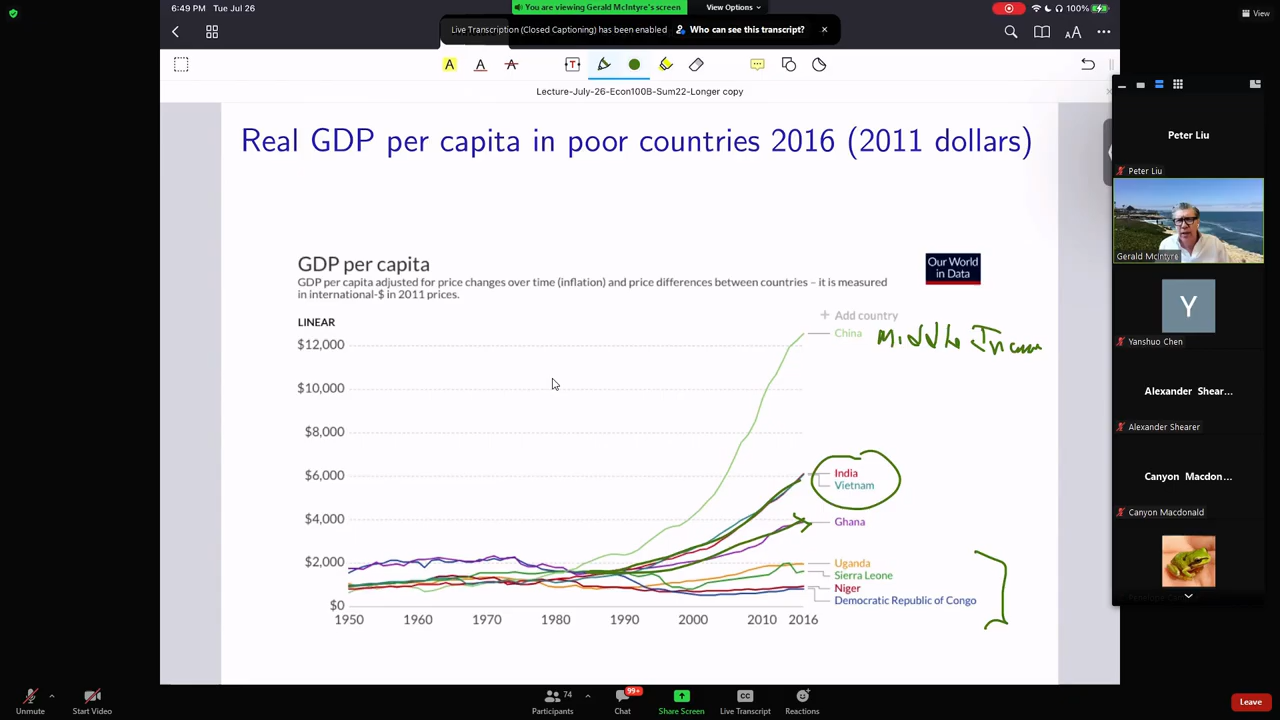 6:49 PM Tue Jul 26
You are viewing Gerald McIntyre's screen
View Options
100%
View
Live Transcription (Closed Captioning) has been enabled
Who can see this transcript?
Lecture-July-26-Econ100B-Sum22-Longer copy
Real GDP per capita in poor countries 2016 (2011 dollars)
GDP per capita
GDP per capita adjusted for price changes over time (inflation) and price differences between countries – it is measured
in international-$ in 2011 prices.
Our World
in Data
LINEAR
+ Add country
China
Middle Income
$12,000
$10,000
$8,000
$6,000
$4,000
$2,000
$0
India
Vietnam
Ghana
Uganda
Sierra Leone
Niger
Democratic Republic of Congo
1950
1960
1970
1980
1990
2000
2010
2016
Peter Liu
Peter Liu
Gerald McIntyre
Y
Yanshuo Chen
Alexander Shear...
Alexander Shearer
Canyon Macdon...
Canyon Macdonald
Unmute
Start Video
Participants
74
Chat
99+
Share Screen
CC
Live Transcript
Reactions
Leave